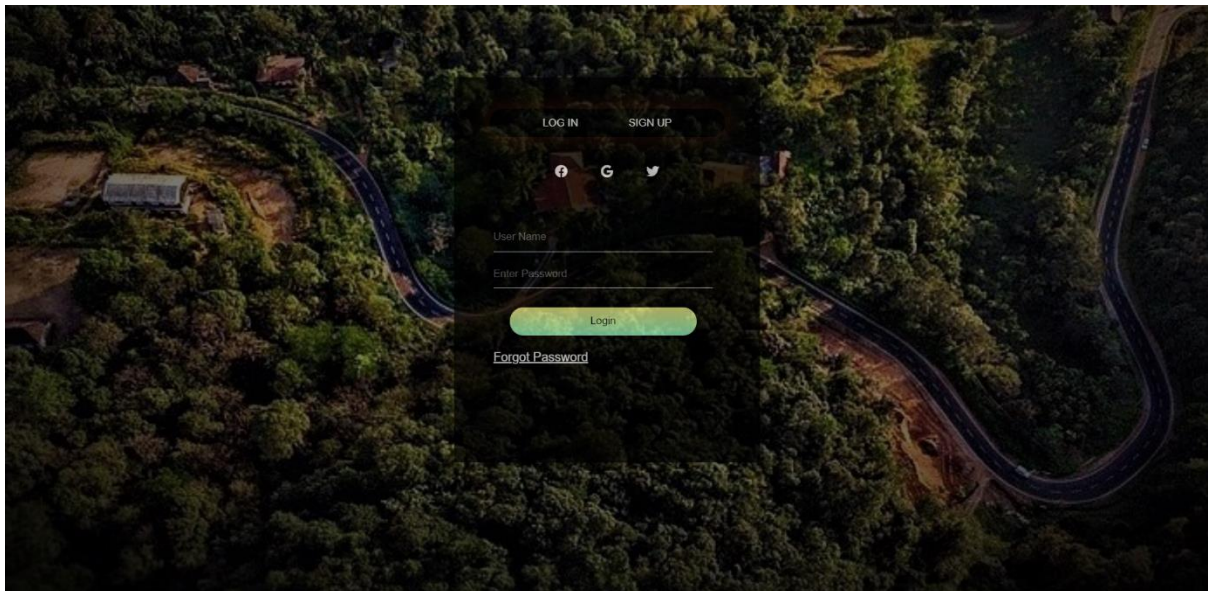 LOG IN SIGN UP
User Name
Enter Password
Login
Forgot Password